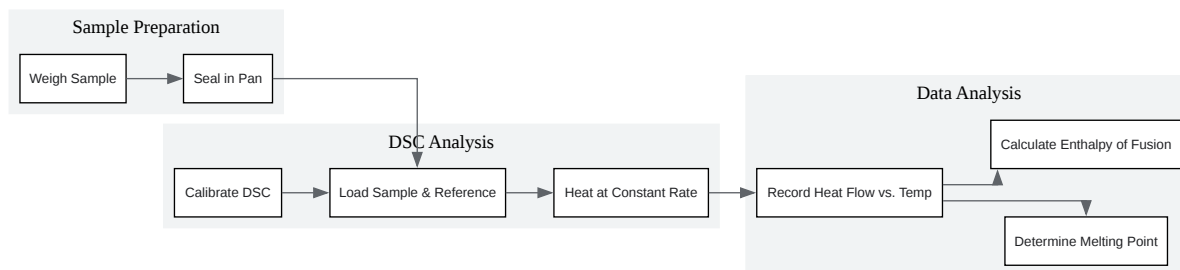 Sample Preparation
Weigh Sample
Seal in Pan
DSC Analysis
Calibrate DSC
Load Sample & Reference
Heat at Constant Rate
Data Analysis
Record Heat Flow vs. Temp
Calculate Enthalpy of Fusion
Determine Melting Point